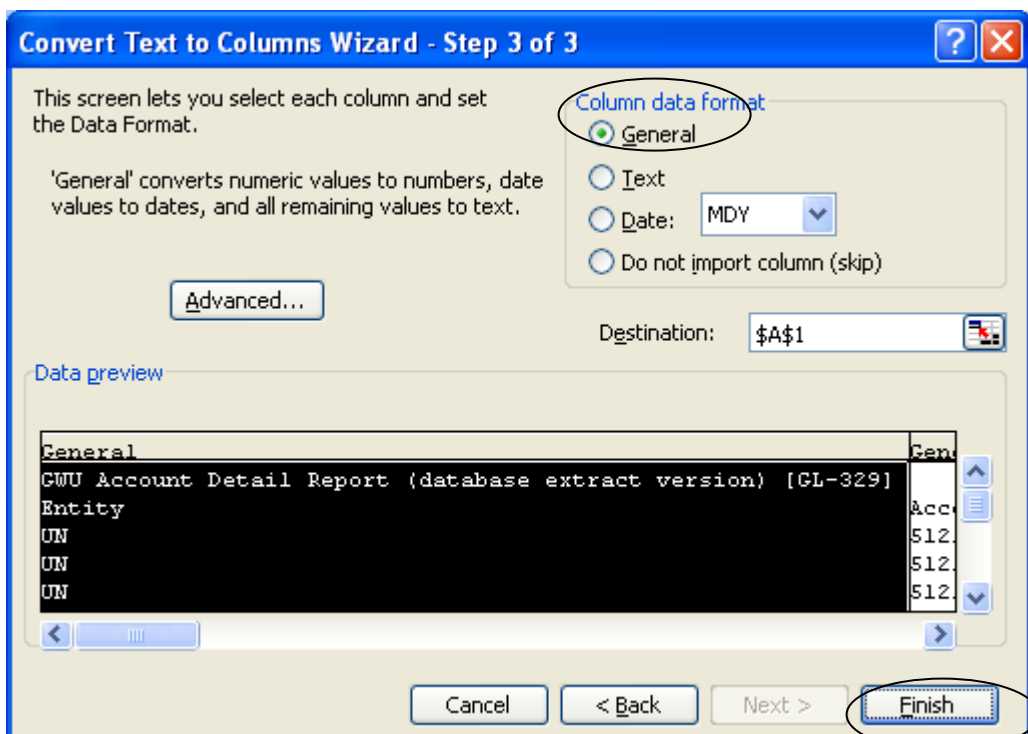 Convert Text to Columns Wizard - Step 3 of 3
This screen lets you select each column and set
the Data Format.
'General' converts numeric values to numbers, date
values to dates, and all remaining values to text.
Advanced...
Column data format
General
Text
Date: MDY
Do not import column (skip)
Destination: $A$1
Data preview
General
GWU Account Detail Report (database extract version) [GL-329]
Entity
UN 512.
UN 512.
UN 512.
Cancel < Back Next > Finish